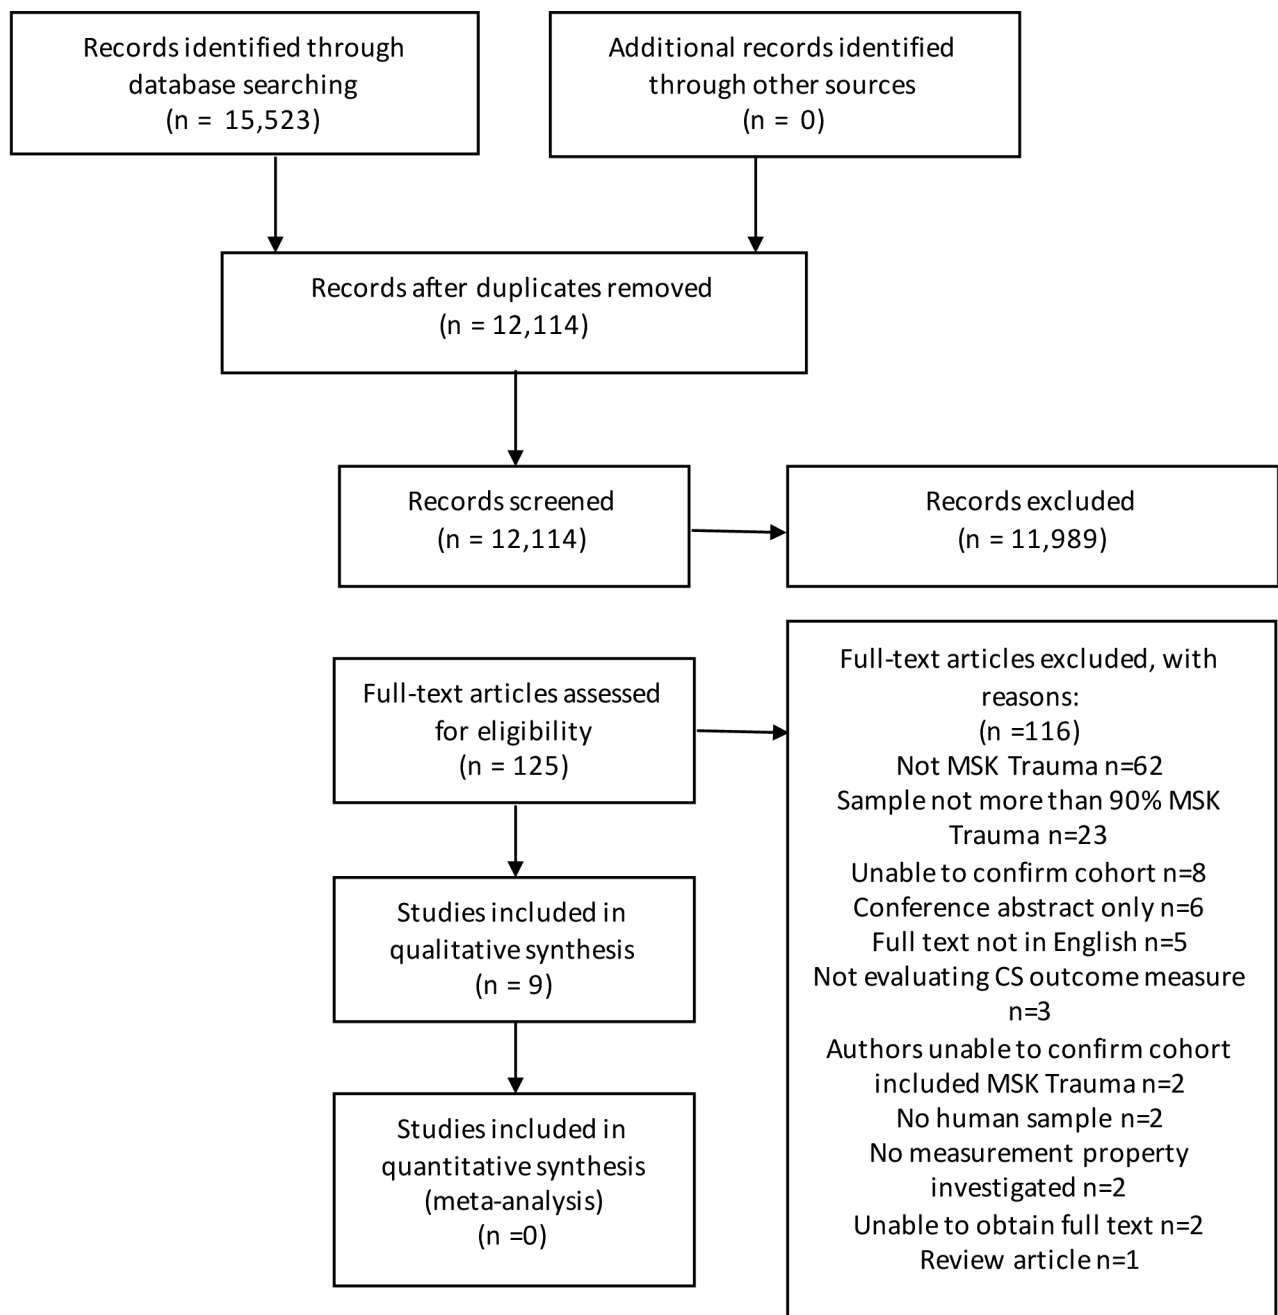 Records identified through
database searching
(n = 15,523)
Additional records identified
through other sources
(n = 0)
Records after duplicates removed
(n = 12,114)
Records screened
(n = 12,114)
Records excluded
(n = 11,989)
Full-text articles assessed
for eligibility
(n = 125)
Full-text articles excluded, with
reasons:
(n =116)
Not MSK Trauma n=62
Sample not more than 90% MSK
Trauma n=23
Unable to confirm cohort n=8
Conference abstract only n=6
Full text not in English n=5
Not evaluating CS outcome measure
n=3
Authors unable to confirm cohort
included MSK Trauma n=2
No human sample n=2
No measurement property
investigated n=2
Unable to obtain full text n=2
Review article n=1
Studies included in
qualitative synthesis
(n = 9)
Studies included in
quantitative synthesis
(meta-analysis)
(n =0)